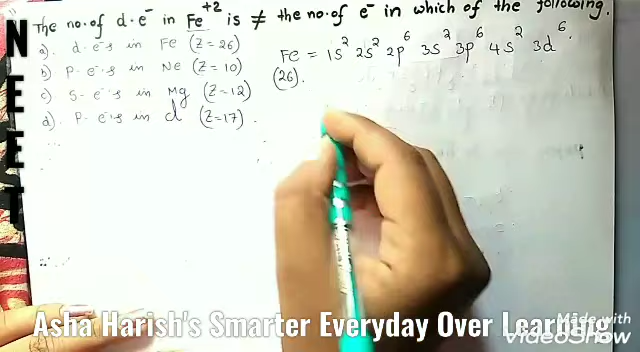 The no. of d-e⁻ in Fe⁺² is ≠ the no. of e⁻ in which of the following.
a). d-e⁻s in Fe (Z=26)
b) P-e⁻s in Ne (Z=10)
c) S-e⁻s in Mg (Z=12)
d). P-e⁻s in cl (Z=17).
Fe = 1s² 2s² 2p⁶ 3s² 3p⁶ 4s² 3d⁶.
(26).
NEET
Asha Harish's Smarter Everyday Over Learning
Made with
VideoShow